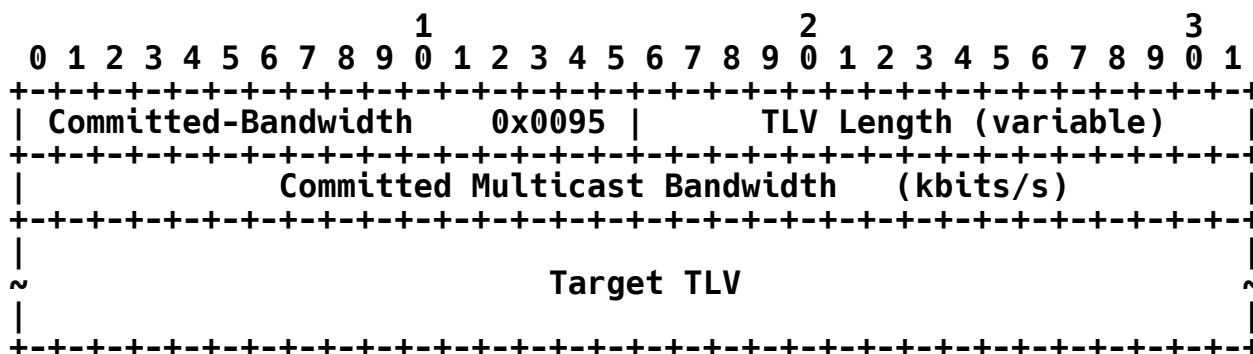 1                   2                   3
 0 1 2 3 4 5 6 7 8 9 0 1 2 3 4 5 6 7 8 9 0 1 2 3 4 5 6 7 8 9 0 1
+-+-+-+-+-+-+-+-+-+-+-+-+-+-+-+-+-+-+-+-+-+-+-+-+-+-+-+-+-+-+-+-+
| Committed-Bandwidth    0x0095 |      TLV Length (variable)    |
+-+-+-+-+-+-+-+-+-+-+-+-+-+-+-+-+-+-+-+-+-+-+-+-+-+-+-+-+-+-+-+-+
|             Committed Multicast Bandwidth   (kbits/s)         |
+-+-+-+-+-+-+-+-+-+-+-+-+-+-+-+-+-+-+-+-+-+-+-+-+-+-+-+-+-+-+-+-+
|                                                               |
~                           Target TLV                          ~
|                                                               |
+-+-+-+-+-+-+-+-+-+-+-+-+-+-+-+-+-+-+-+-+-+-+-+-+-+-+-+-+-+-+-+-+